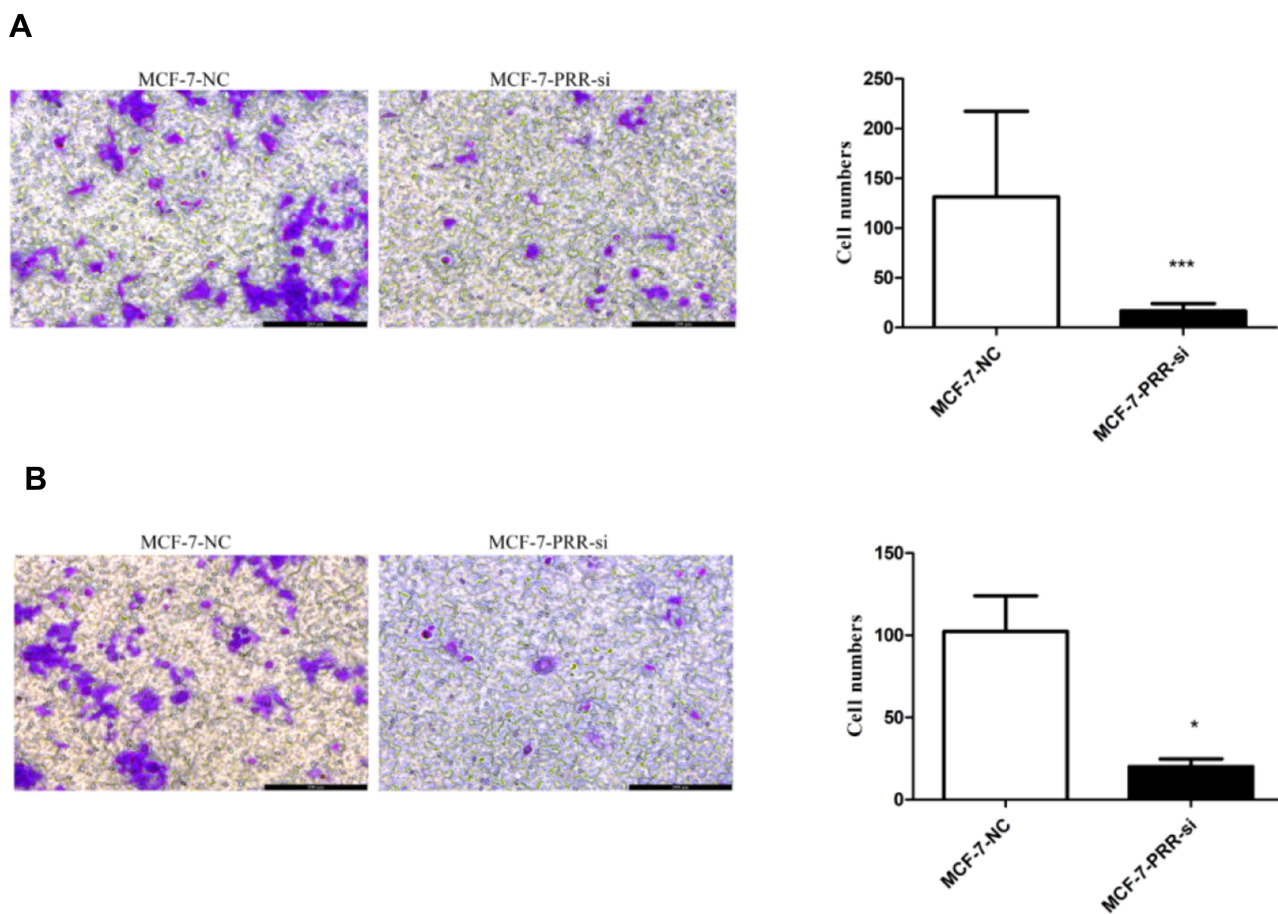 A
MCF-7-NC
MCF-7-PRR-si
250
200
150
100
50
0
Cell numbers
***
MCF-7-NC
MCF-7-PRR-si
B
MCF-7-NC
MCF-7-PRR-si
150
100
50
0
Cell numbers
*
MCF-7-NC
MCF-7-PRR-si